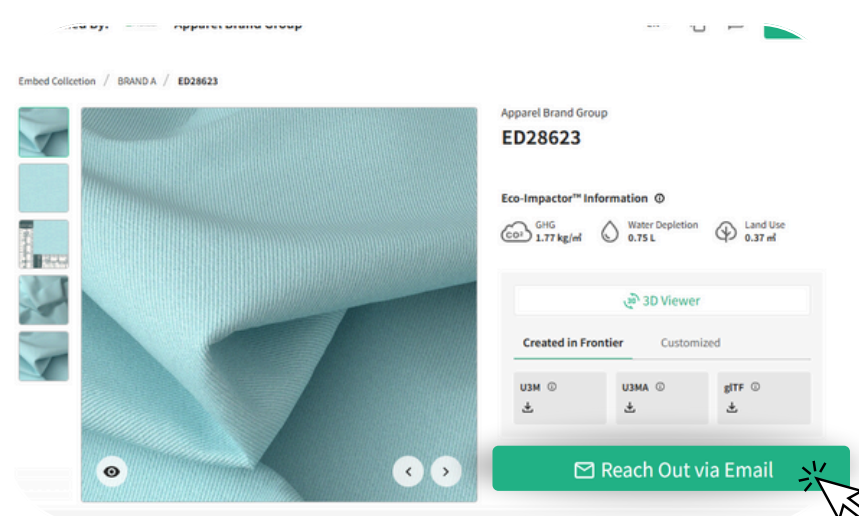 Apparel Brand Group
Embed Collcetion / BRAND A / ED28623
Apparel Brand Group
ED28623
Eco-Impactor™ Information
GHG
1.77 kg/㎡
Water Depletion
0.75 L
Land Use
0.37 ㎡
CO²
3D Viewer
Created in Frontier
Customized
U3M
U3MA
glTF
Reach Out via Email